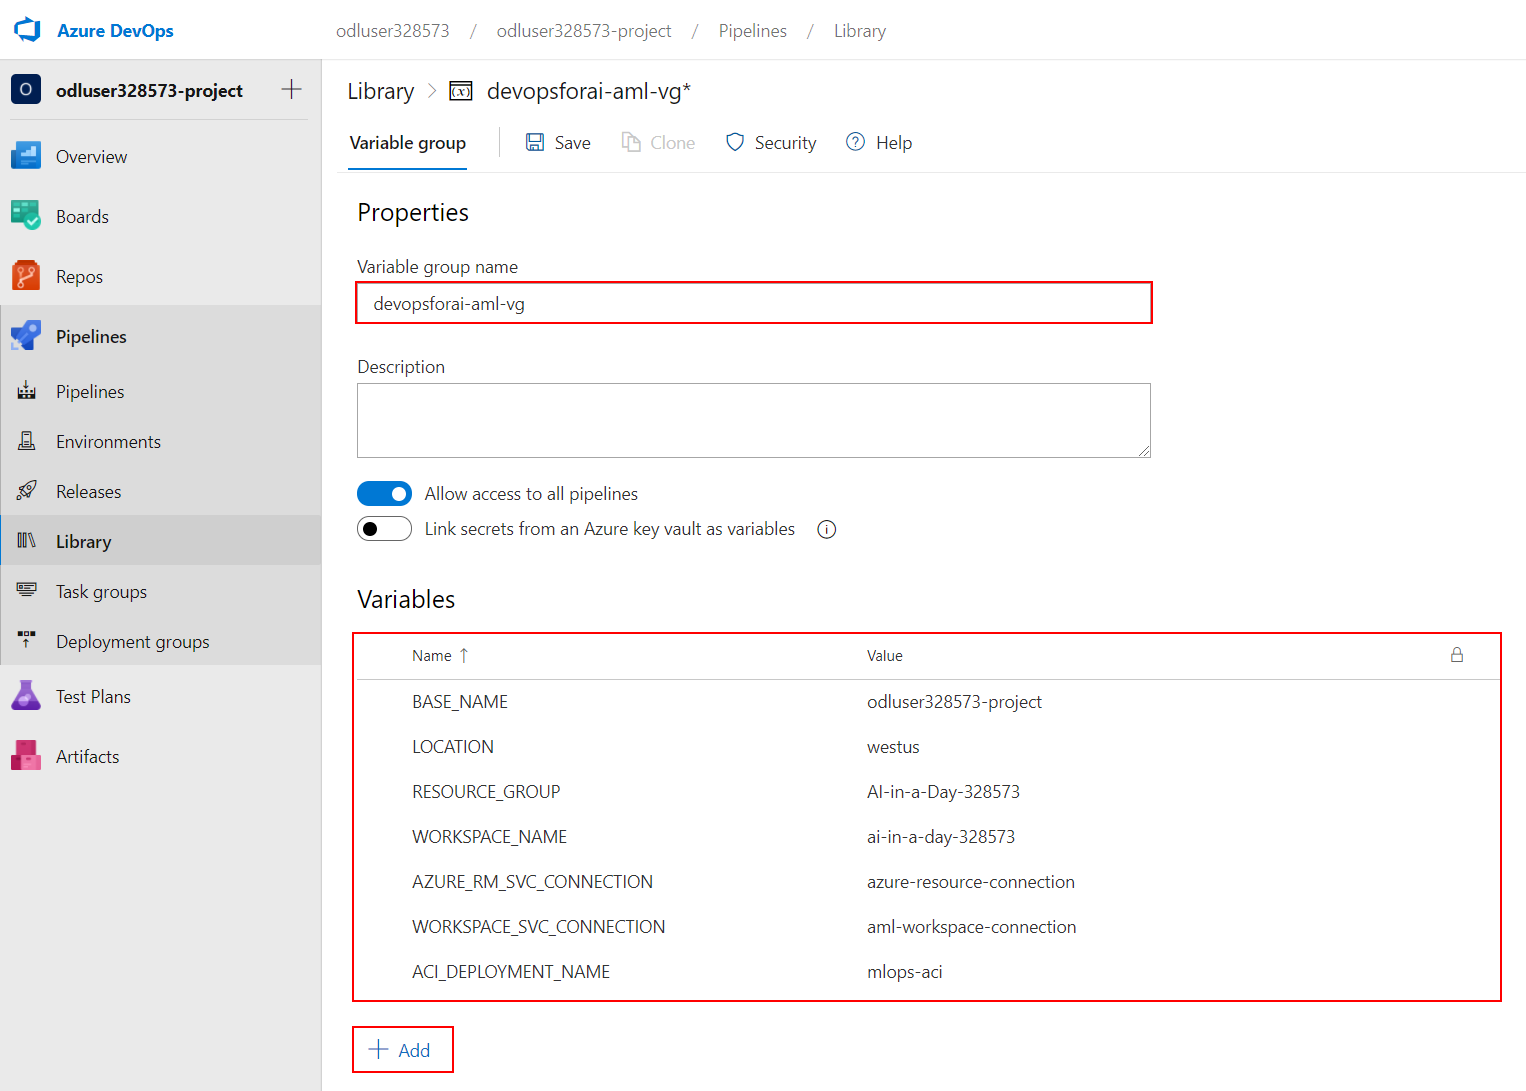 Azure DevOps
odluser328573 / odluser328573-project / Pipelines / Library
O odluser328573-project
Overview
Boards
Repos
Pipelines
Pipelines
Environments
Releases
Library
Task groups
Deployment groups
Test Plans
Artifacts
Library > (x) devopsforai-aml-vg*
Variable group Save Clone Security Help
Properties
Variable group name
devopsforai-aml-vg
Description
Allow access to all pipelines
Link secrets from an Azure key vault as variables
Variables
Name ↑ Value
BASE_NAME odluser328573-project
LOCATION westus
RESOURCE_GROUP AI-in-a-Day-328573
WORKSPACE_NAME ai-in-a-day-328573
AZURE_RM_SVC_CONNECTION azure-resource-connection
WORKSPACE_SVC_CONNECTION aml-workspace-connection
ACI_DEPLOYMENT_NAME mlops-aci
+ Add